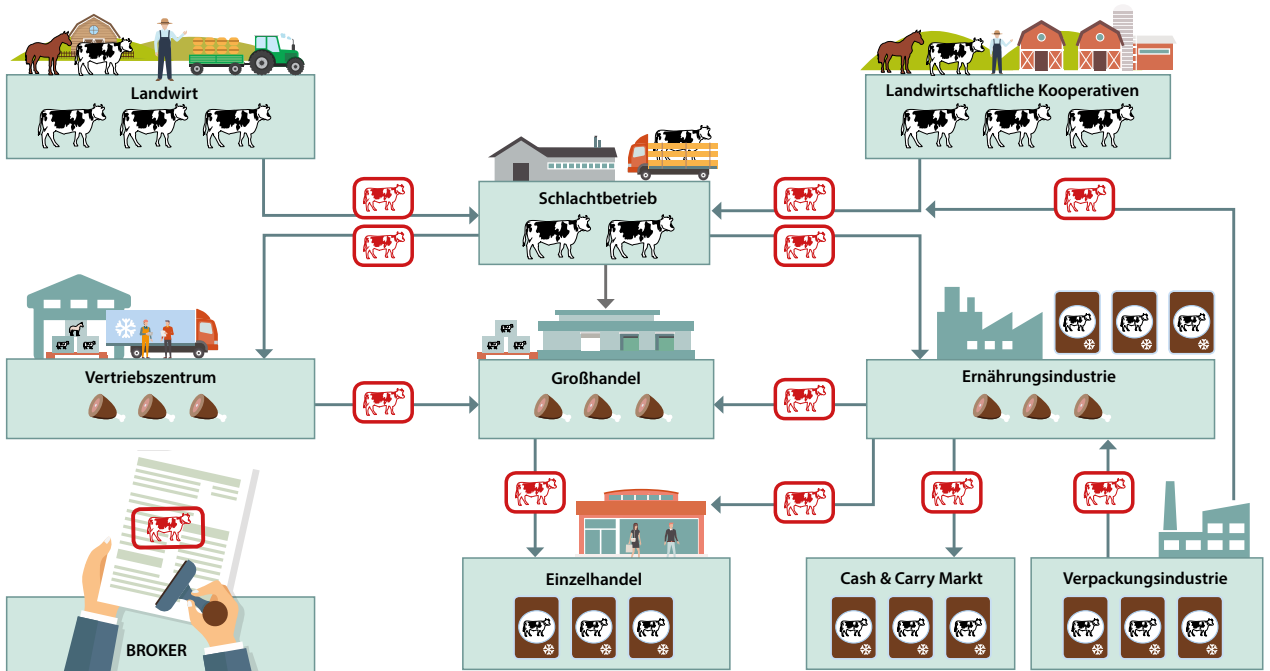 Landwirt
Landwirtschaftliche Kooperativen
Schlachtbetrieb
Vertriebszentrum
Großhandel
Ernährungsindustrie
Einzelhandel
Cash & Carry Markt
Verpackungsindustrie
BROKER